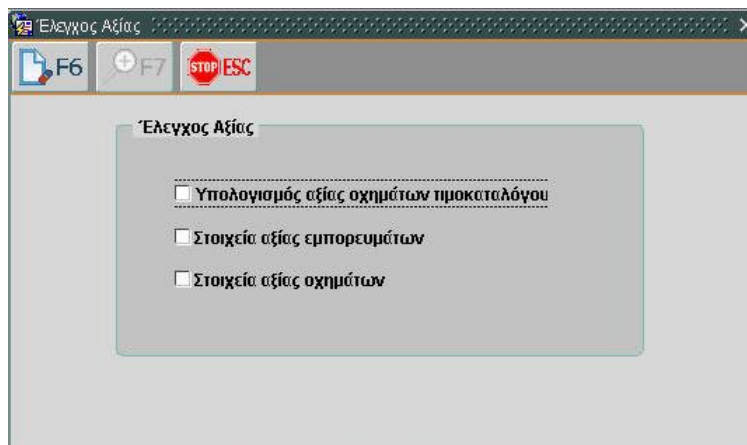 Έλεγχος Αξίας
F6 F7 STOP ESC
Έλεγχος Αξίας
Υπολογισμός αξίας οχημάτων τιμοκαταλόγου
Στοιχεία αξίας εμπορευμάτων
Στοιχεία αξίας οχημάτων